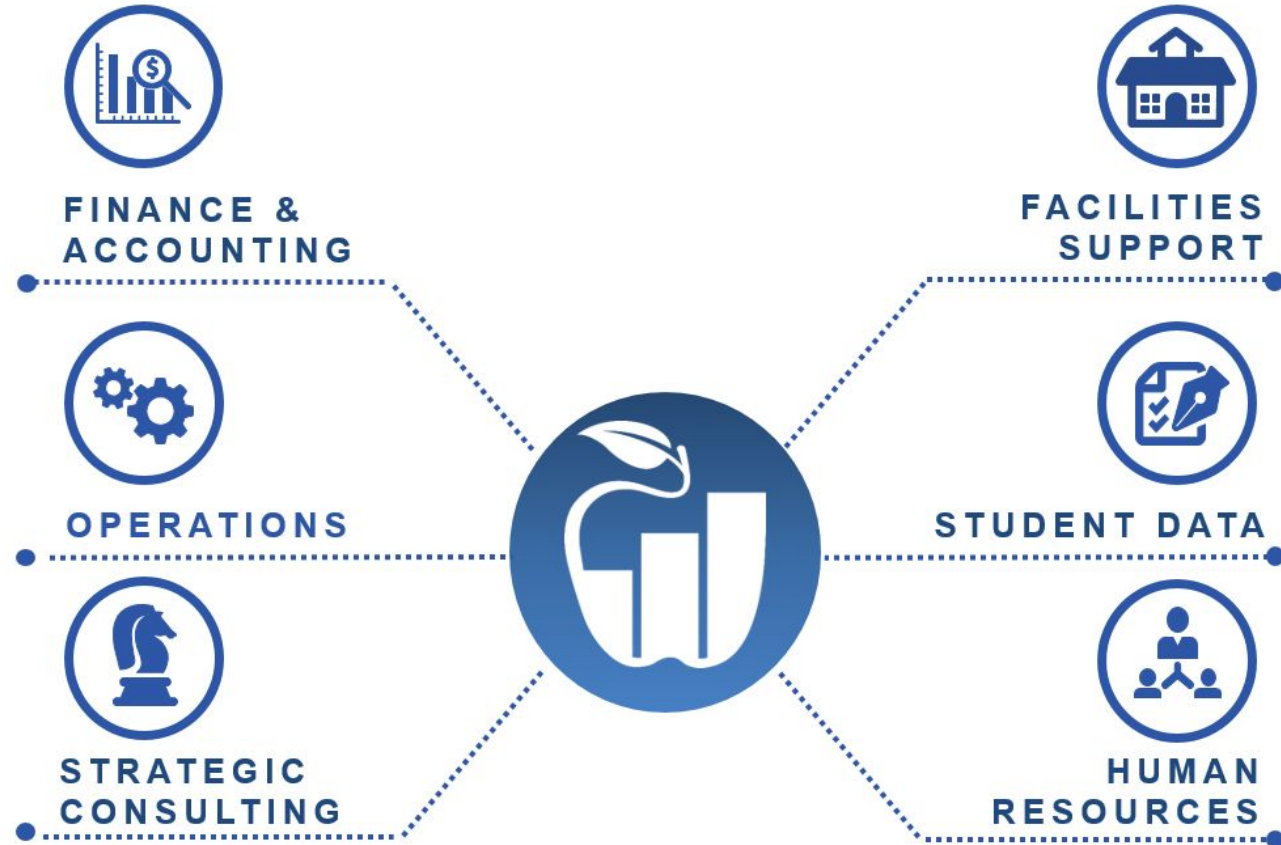 FINANCE &
ACCOUNTING
OPERATIONS
STRATEGIC
CONSULTING
FACILITIES
SUPPORT
STUDENT DATA
HUMAN
RESOURCES